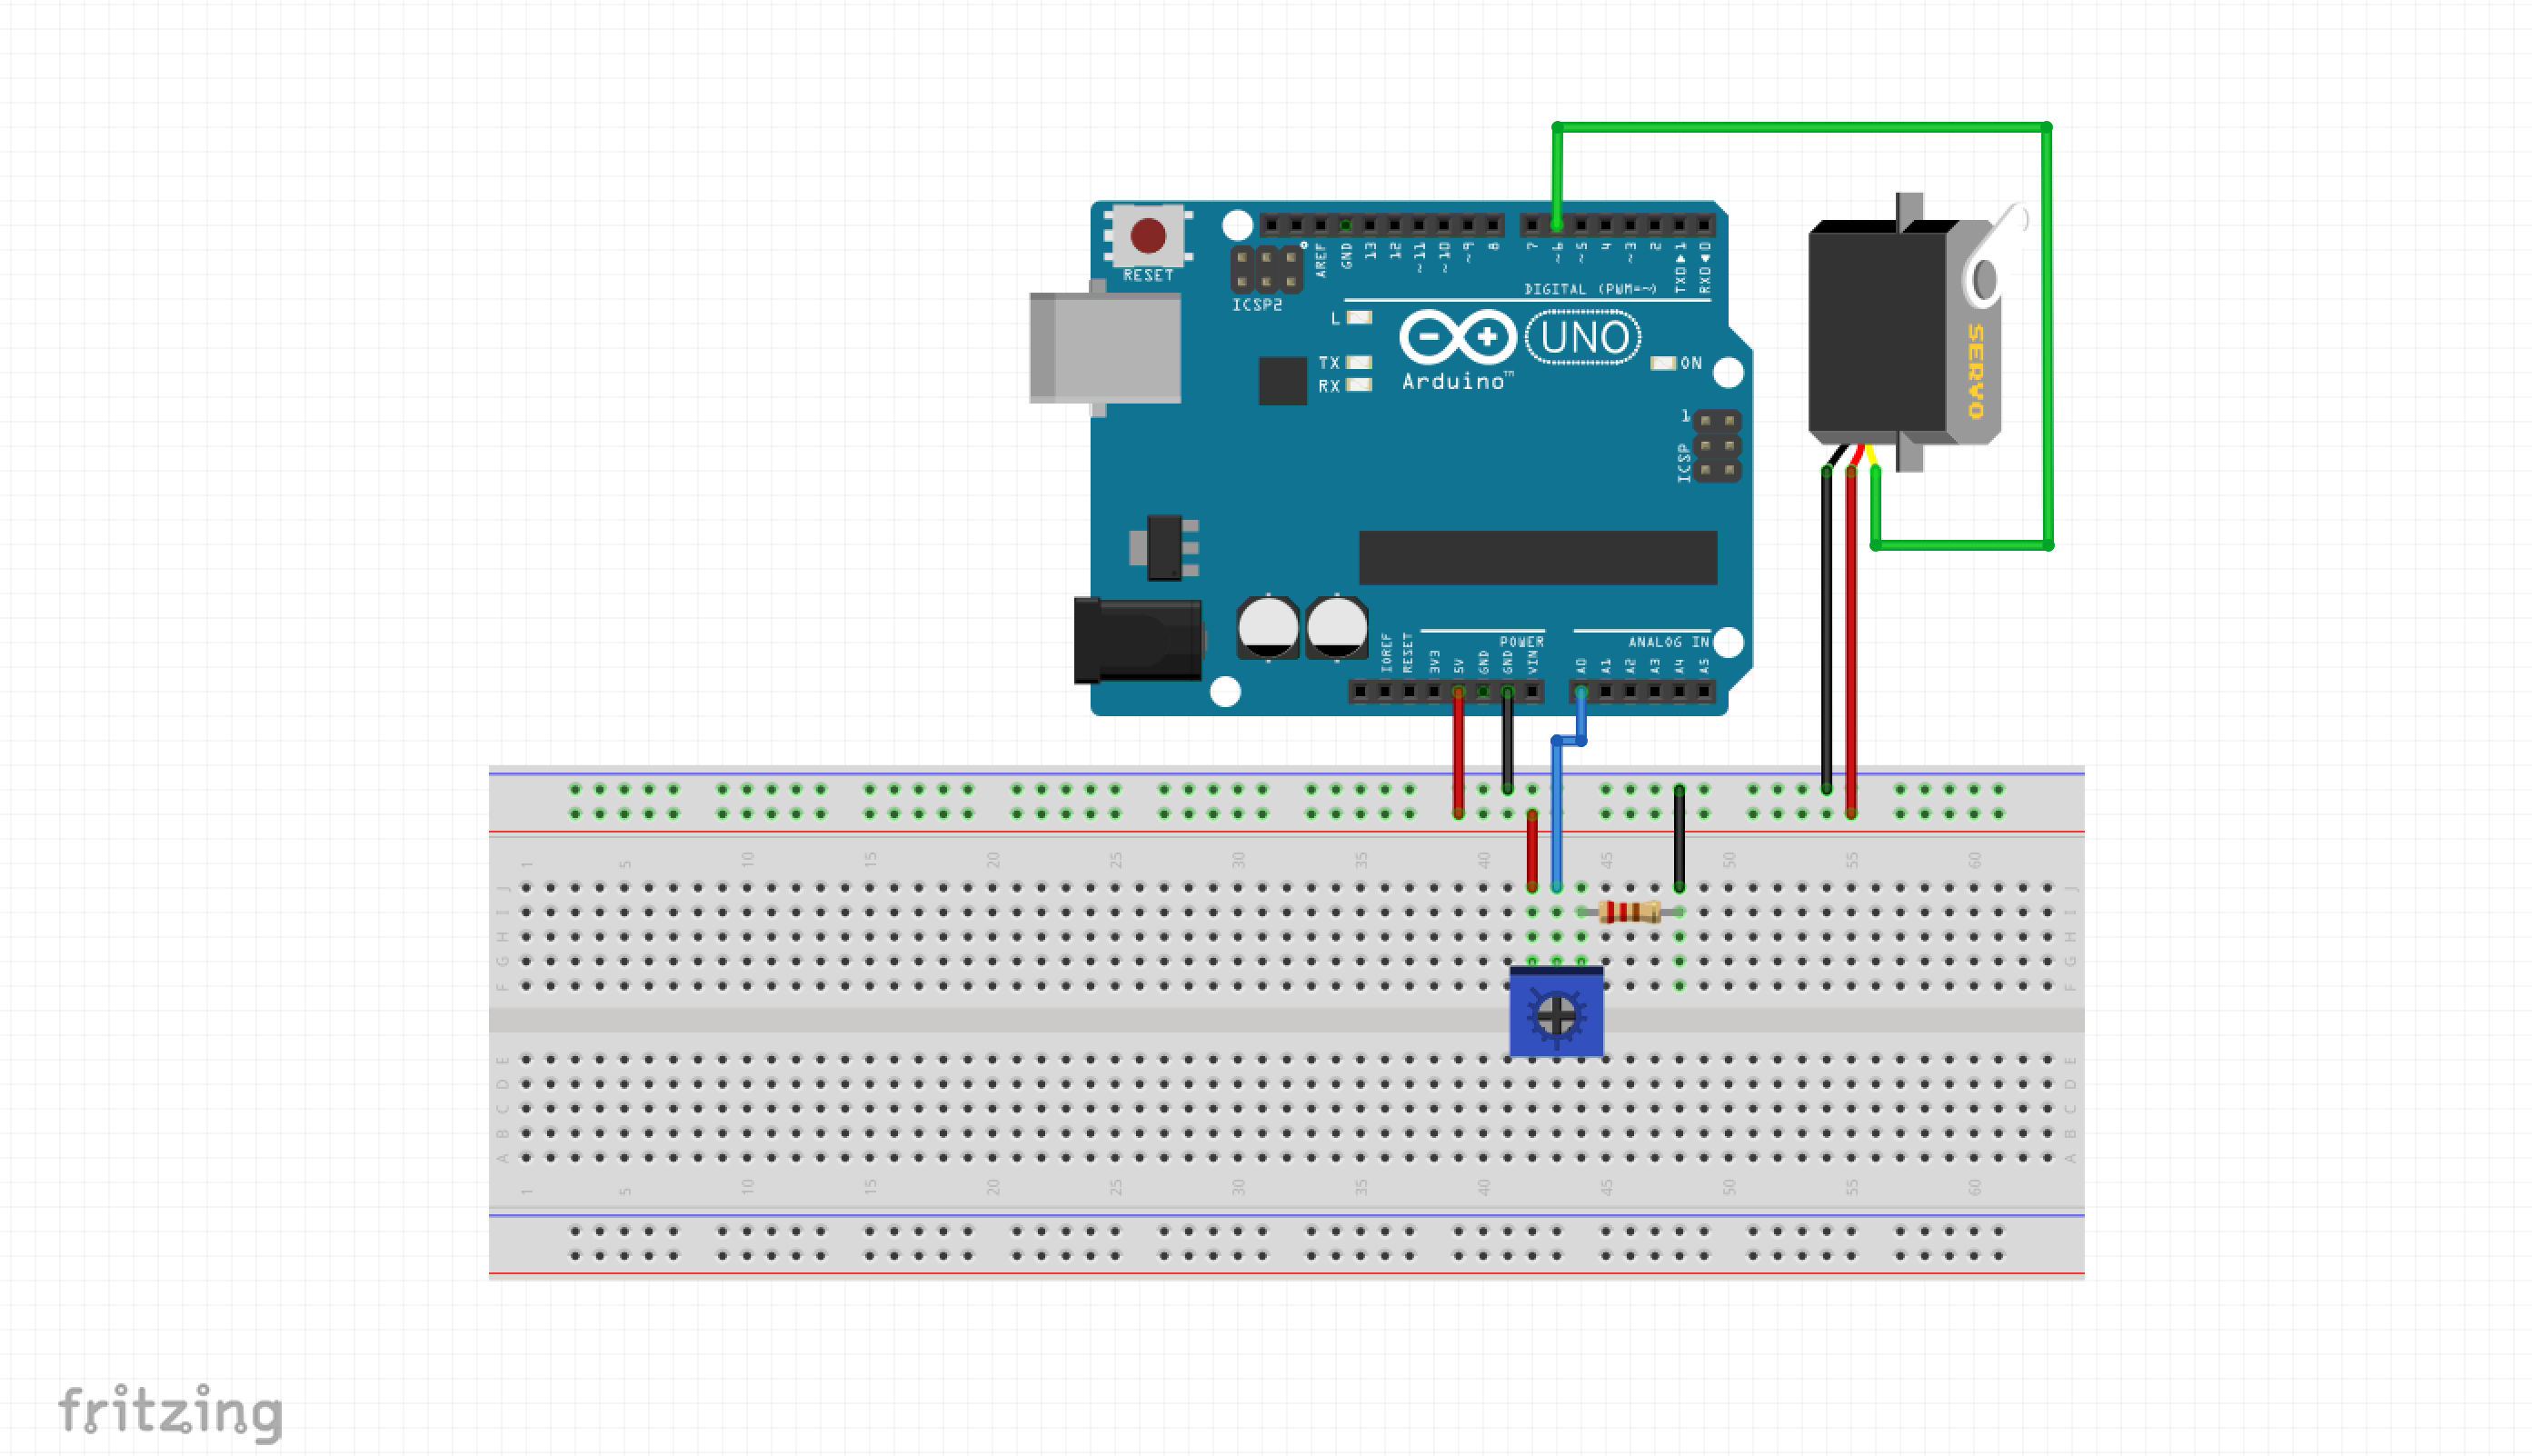 RESET
ICSP2
AREF
GND
13
12
~11
~10
~9
8
7
~6
~5
4
~3
2
TXD▶1
RXD◀0
DIGITAL (PWM=~)
L
TX
RX
UNO
Arduino™
ON
1
ICSP
SERVO
IOREF
RESET
3V3
5V
GND
GND
VIN
POWER
A0
A1
A2
A3
A4
A5
ANALOG IN
1 5 10 15 20 25 30 35 40 45 50 55 60
J J
I I
H H
G G
F F
E E
D D
C C
B B
A A
1 5 10 15 20 25 30 35 40 45 50 55 60
fritzing